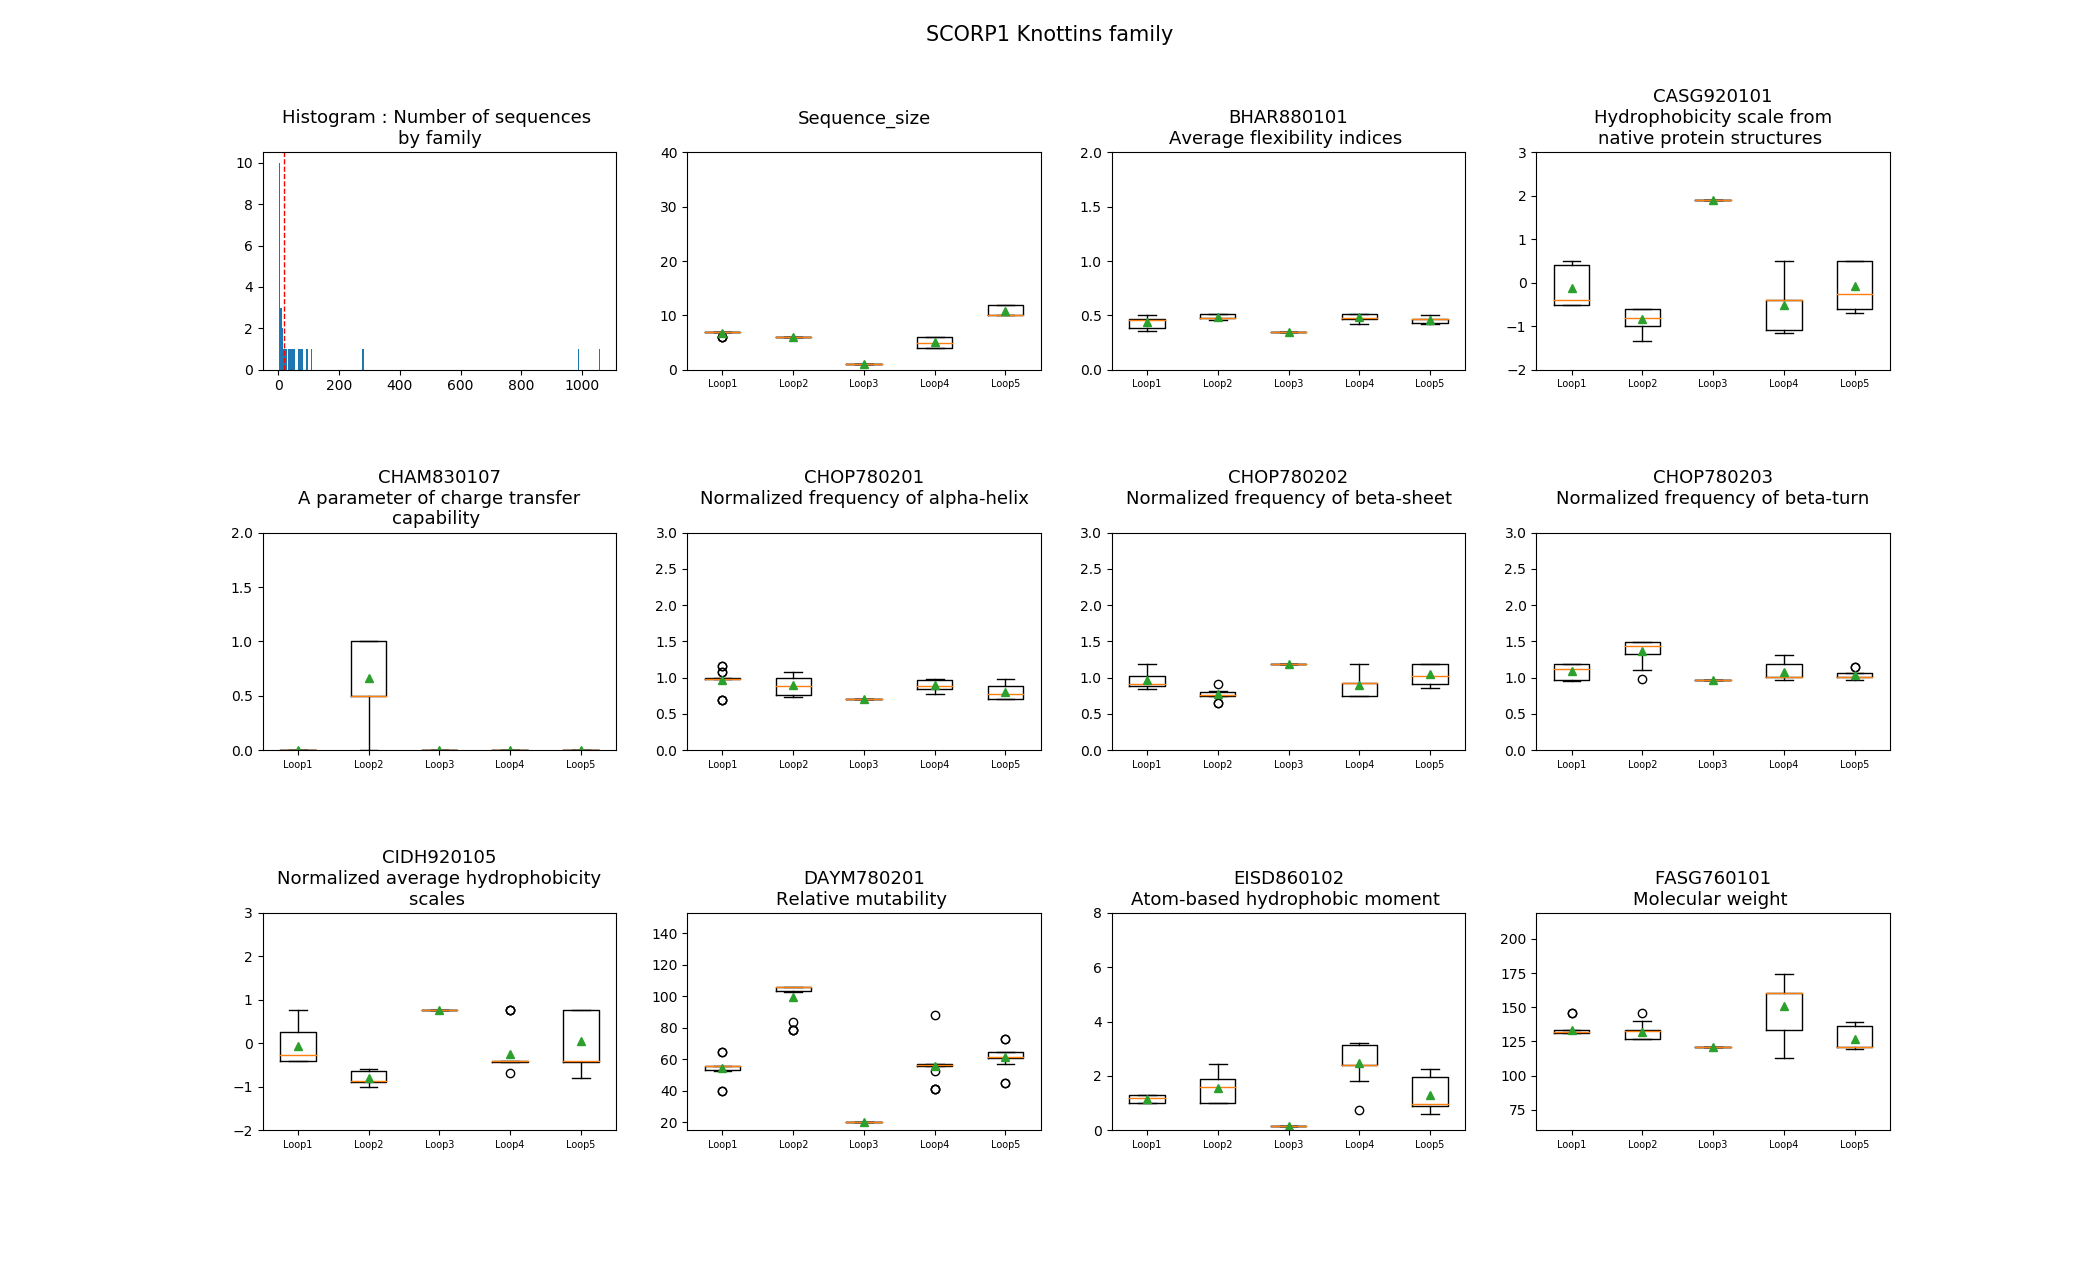 SCORP1 Knottins family
Histogram : Number of sequences
by family
10
8
6
4
2
0
0 200 400 600 800 1000
Sequence_size
40
30
20
10
0
Loop1 Loop2 Loop3 Loop4 Loop5
BHAR880101
Average flexibility indices
2.0
1.5
1.0
0.5
0.0
Loop1 Loop2 Loop3 Loop4 Loop5
CASG920101
Hydrophobicity scale from
native protein structures
3
2
1
0
−1
−2
Loop1 Loop2 Loop3 Loop4 Loop5
CHAM830107
A parameter of charge transfer
capability
2.0
1.5
1.0
0.5
0.0
Loop1 Loop2 Loop3 Loop4 Loop5
CHOP780201
Normalized frequency of alpha-helix
3.0
2.5
2.0
1.5
1.0
0.5
0.0
Loop1 Loop2 Loop3 Loop4 Loop5
CHOP780202
Normalized frequency of beta-sheet
3.0
2.5
2.0
1.5
1.0
0.5
0.0
Loop1 Loop2 Loop3 Loop4 Loop5
CHOP780203
Normalized frequency of beta-turn
3.0
2.5
2.0
1.5
1.0
0.5
0.0
Loop1 Loop2 Loop3 Loop4 Loop5
CIDH920105
Normalized average hydrophobicity
scales
3
2
1
0
−1
−2
Loop1 Loop2 Loop3 Loop4 Loop5
DAYM780201
Relative mutability
140
120
100
80
60
40
20
Loop1 Loop2 Loop3 Loop4 Loop5
EISD860102
Atom-based hydrophobic moment
8
6
4
2
0
Loop1 Loop2 Loop3 Loop4 Loop5
FASG760101
Molecular weight
200
175
150
125
100
75
Loop1 Loop2 Loop3 Loop4 Loop5